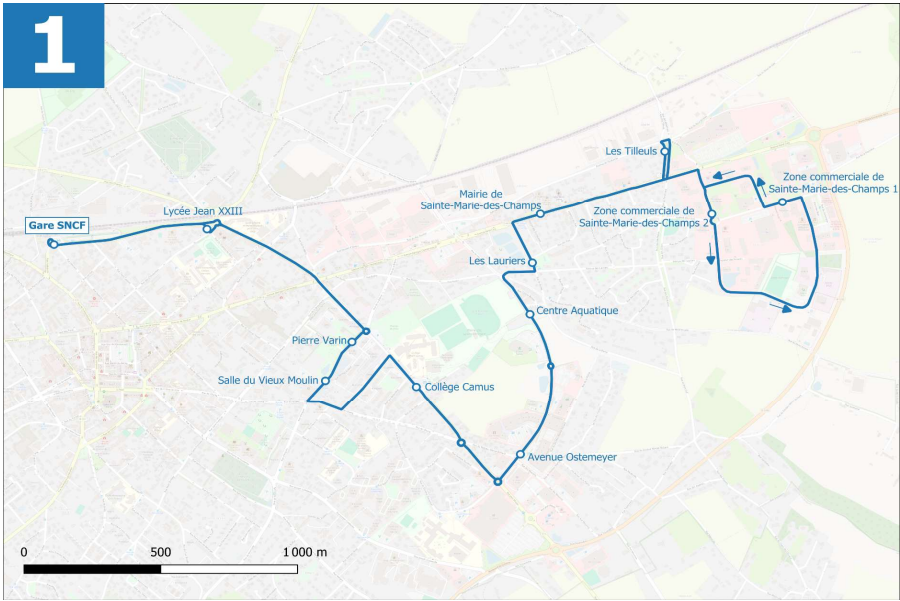 1
Les Tilleuls
Zone commerciale de
Sainte-Marie-des-Champs 1
Mairie de
Sainte-Marie-des-Champs
Zone commerciale de
Sainte-Marie-des-Champs 2
Lycée Jean XXIII
Gare SNCF
Les Lauriers
Centre Aquatique
Pierre Varin
Salle du Vieux Moulin
Collège Camus
Avenue Ostemeyer
0 500 1 000 m